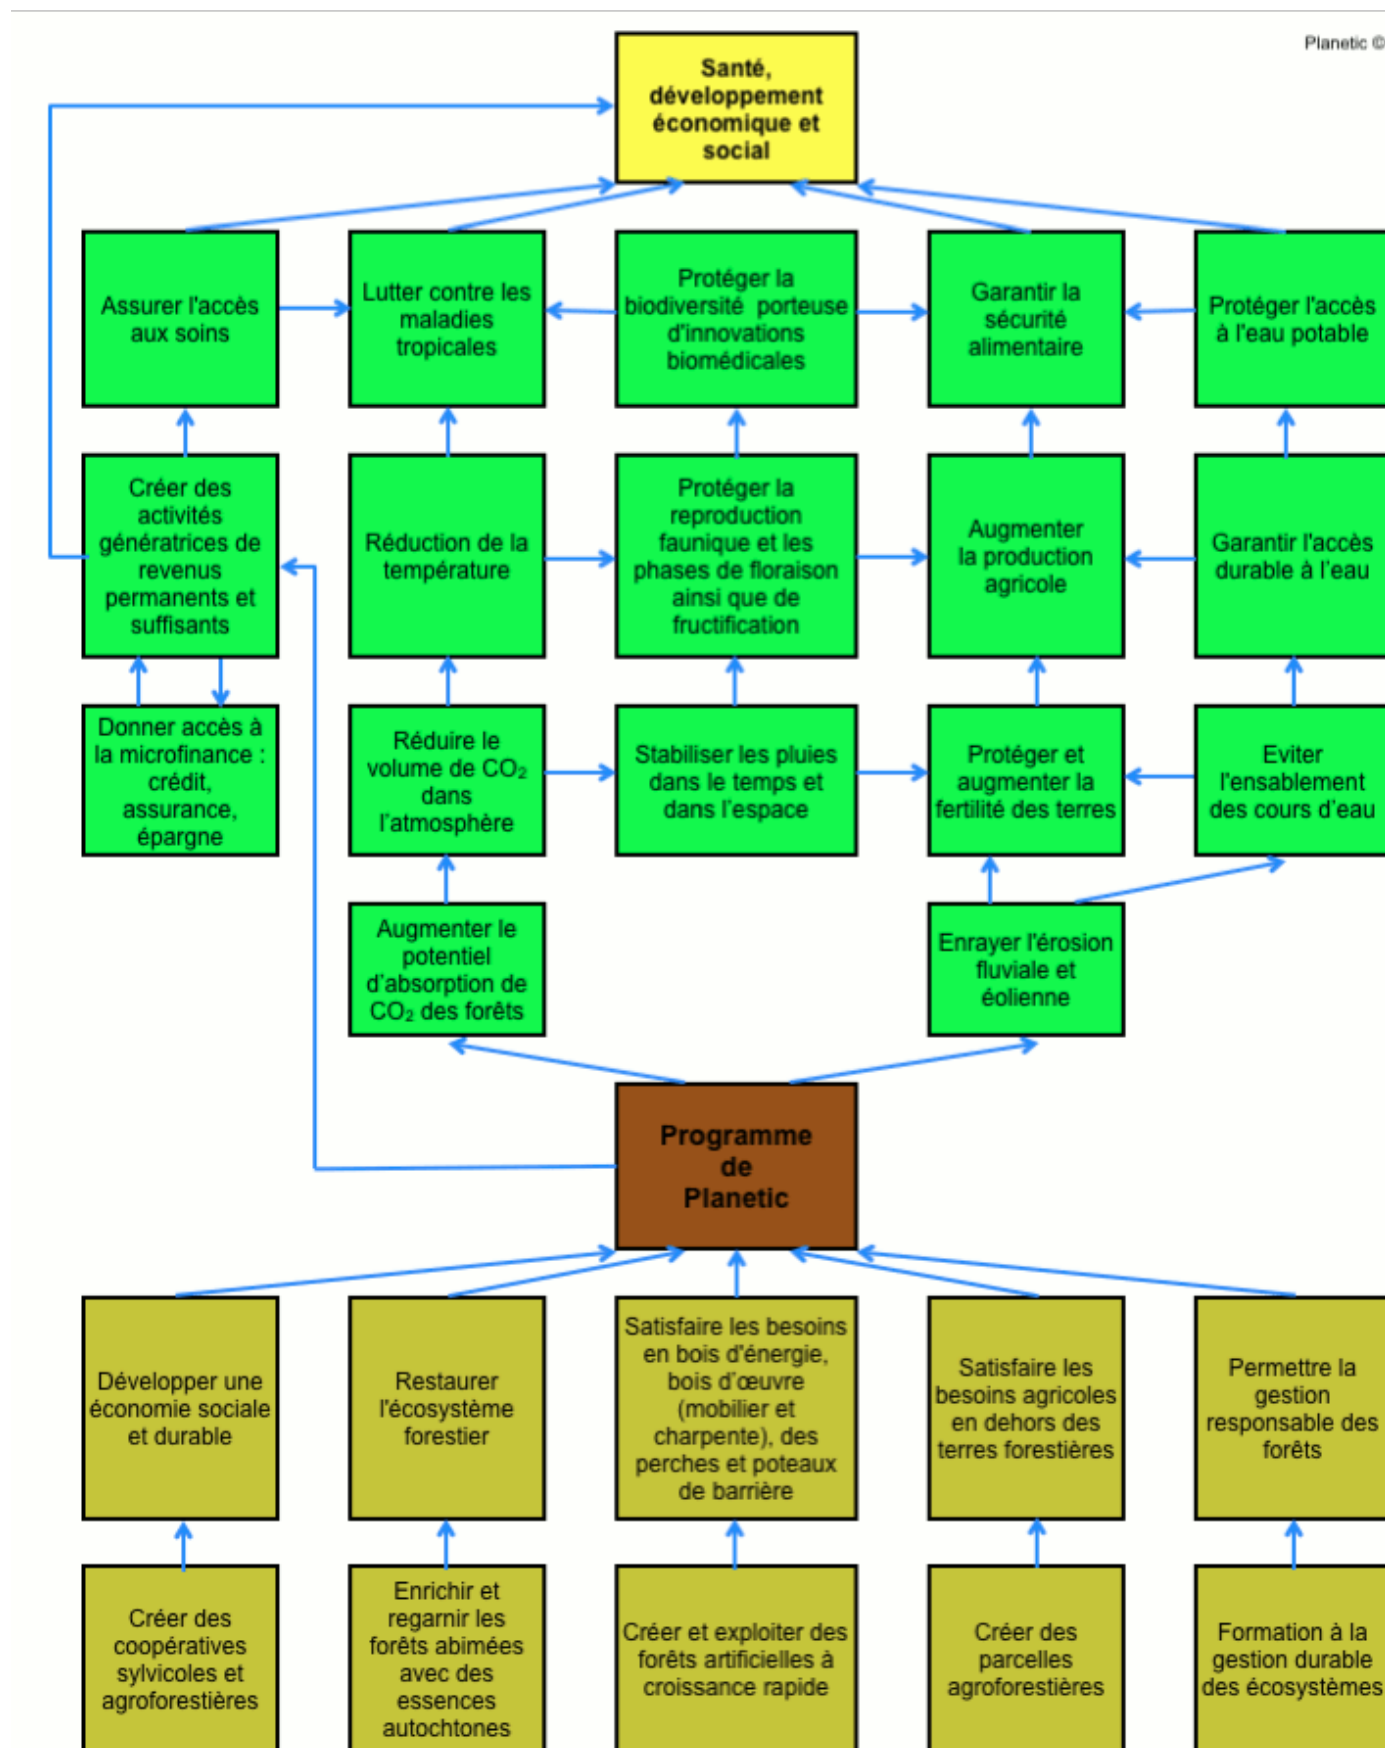 Planetic ©
Santé,
développement
économique et
social
Assurer l'accès
aux soins
Lutter contre les
maladies
tropicales
Protéger la
biodiversité porteuse
d'innovations
biomédicales
Garantir la
sécurité
alimentaire
Protéger l'accès
à l'eau potable
Créer des
activités
génératrices de
revenus
permanents et
suffisants
Réduction de la
température
Protéger la
reproduction
faunique et les
phases de floraison
ainsi que de
fructification
Augmenter
la production
agricole
Garantir l'accès
durable à l'eau
Donner accès à
la microfinance :
crédit,
assurance,
épargne
Réduire le
volume de CO₂
dans
l'atmosphère
Stabiliser les pluies
dans le temps et
dans l'espace
Protéger et
augmenter la
fertilité des terres
Eviter
l'ensablement
des cours d'eau
Augmenter le
potentiel
d'absorption de
CO₂ des forêts
Enrayer l'érosion
fluviale et
éolienne
Programme
de
Planetic
Développer une
économie sociale
et durable
Restaurer
l'écosystème
forestier
Satisfaire les besoins
en bois d'énergie,
bois d'œuvre
(mobilier et
charpente), des
perches et poteaux
de barrière
Satisfaire les
besoins agricoles
en dehors des
terres forestières
Permettre la
gestion
responsable des
forêts
Créer des
coopératives
sylvicoles et
agroforestières
Enrichir et
regarnir les
forêts abimées
avec des
essences
autochtones
Créer et exploiter des
forêts artificielles à
croissance rapide
Créer des
parcelles
agroforestières
Formation à la
gestion durable
des écosystèmes